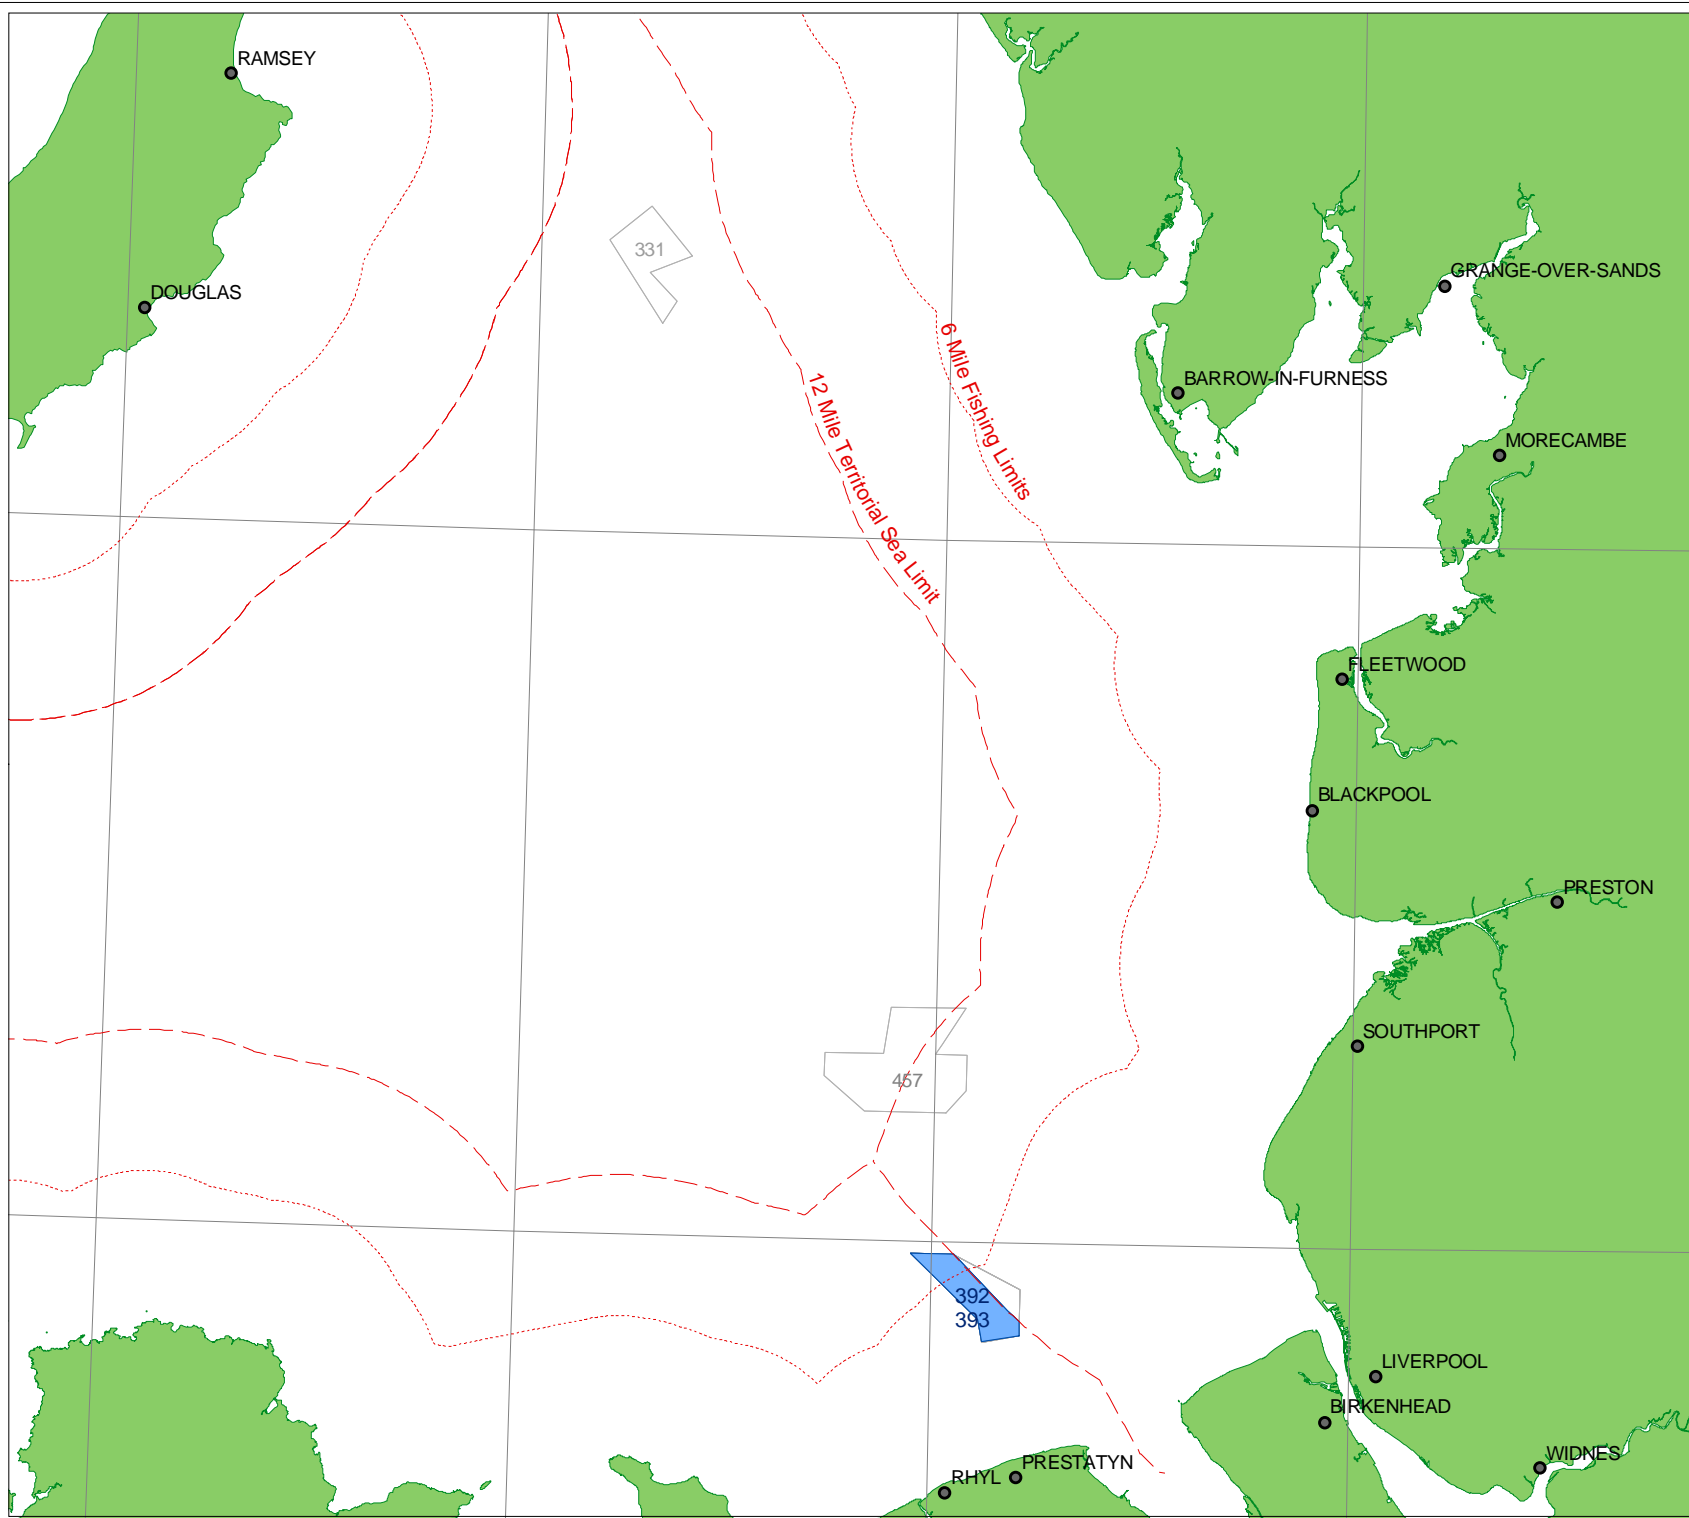 RAMSEY
331
GRANGE-OVER-SANDS
DOUGLAS
6 Mile Fishing Limits
BARROW-IN-FURNESS
12 Mile Territorial Sea Limit
MORECAMBE
FLEETWOOD
BLACKPOOL
PRESTON
SOUTHPORT
457
392
393
LIVERPOOL
BIRKENHEAD
WIDNES
PRESTATYN
RHYL